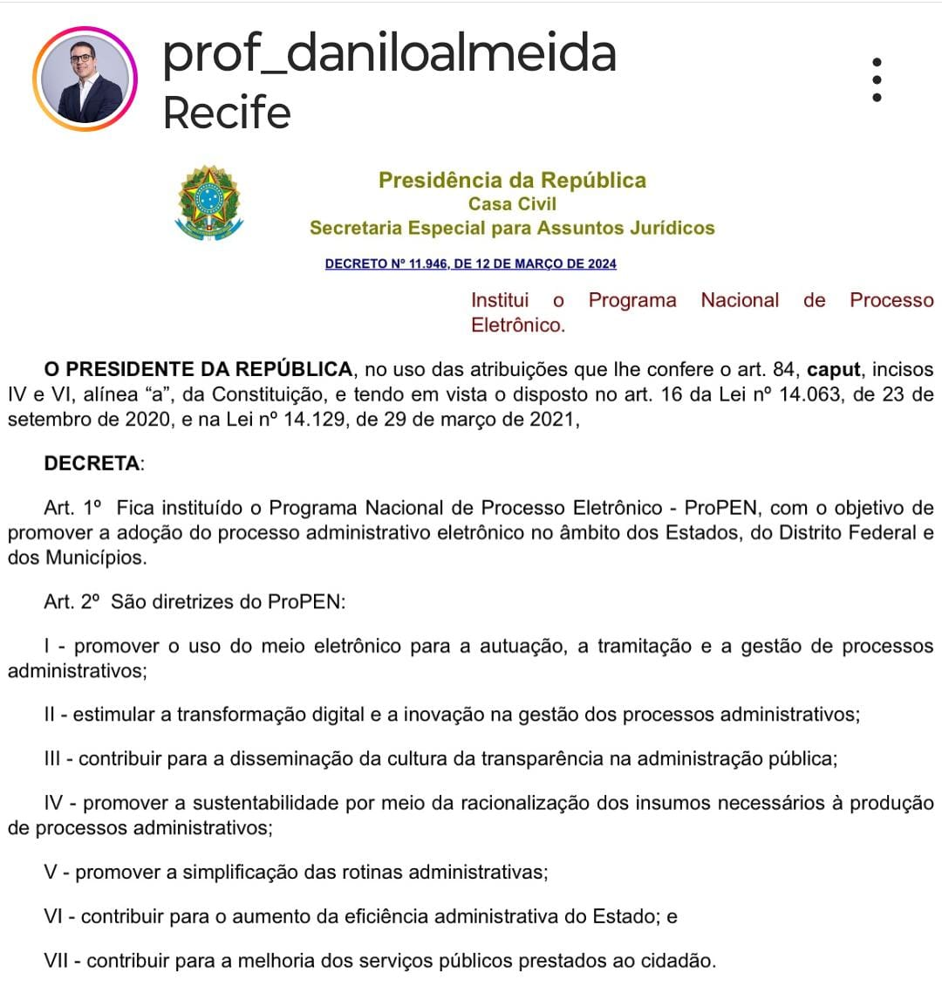 prof_daniloalmeida
Recife
Presidência da República
Casa Civil
Secretaria Especial para Assuntos Jurídicos
DECRETO Nº 11.946, DE 12 DE MARÇO DE 2024
Institui o Programa Nacional de Processo
Eletrônico.
O PRESIDENTE DA REPÚBLICA, no uso das atribuições que lhe confere o art. 84, caput, incisos
IV e VI, alínea “a”, da Constituição, e tendo em vista o disposto no art. 16 da Lei nº 14.063, de 23 de
setembro de 2020, e na Lei nº 14.129, de 29 de março de 2021,
DECRETA:
Art. 1º Fica instituído o Programa Nacional de Processo Eletrônico - ProPEN, com o objetivo de
promover a adoção do processo administrativo eletrônico no âmbito dos Estados, do Distrito Federal e
dos Municípios.
Art. 2º São diretrizes do ProPEN:
I - promover o uso do meio eletrônico para a autuação, a tramitação e a gestão de processos
administrativos;
II - estimular a transformação digital e a inovação na gestão dos processos administrativos;
III - contribuir para a disseminação da cultura da transparência na administração pública;
IV - promover a sustentabilidade por meio da racionalização dos insumos necessários à produção
de processos administrativos;
V - promover a simplificação das rotinas administrativas;
VI - contribuir para o aumento da eficiência administrativa do Estado; e
VII - contribuir para a melhoria dos serviços públicos prestados ao cidadão.